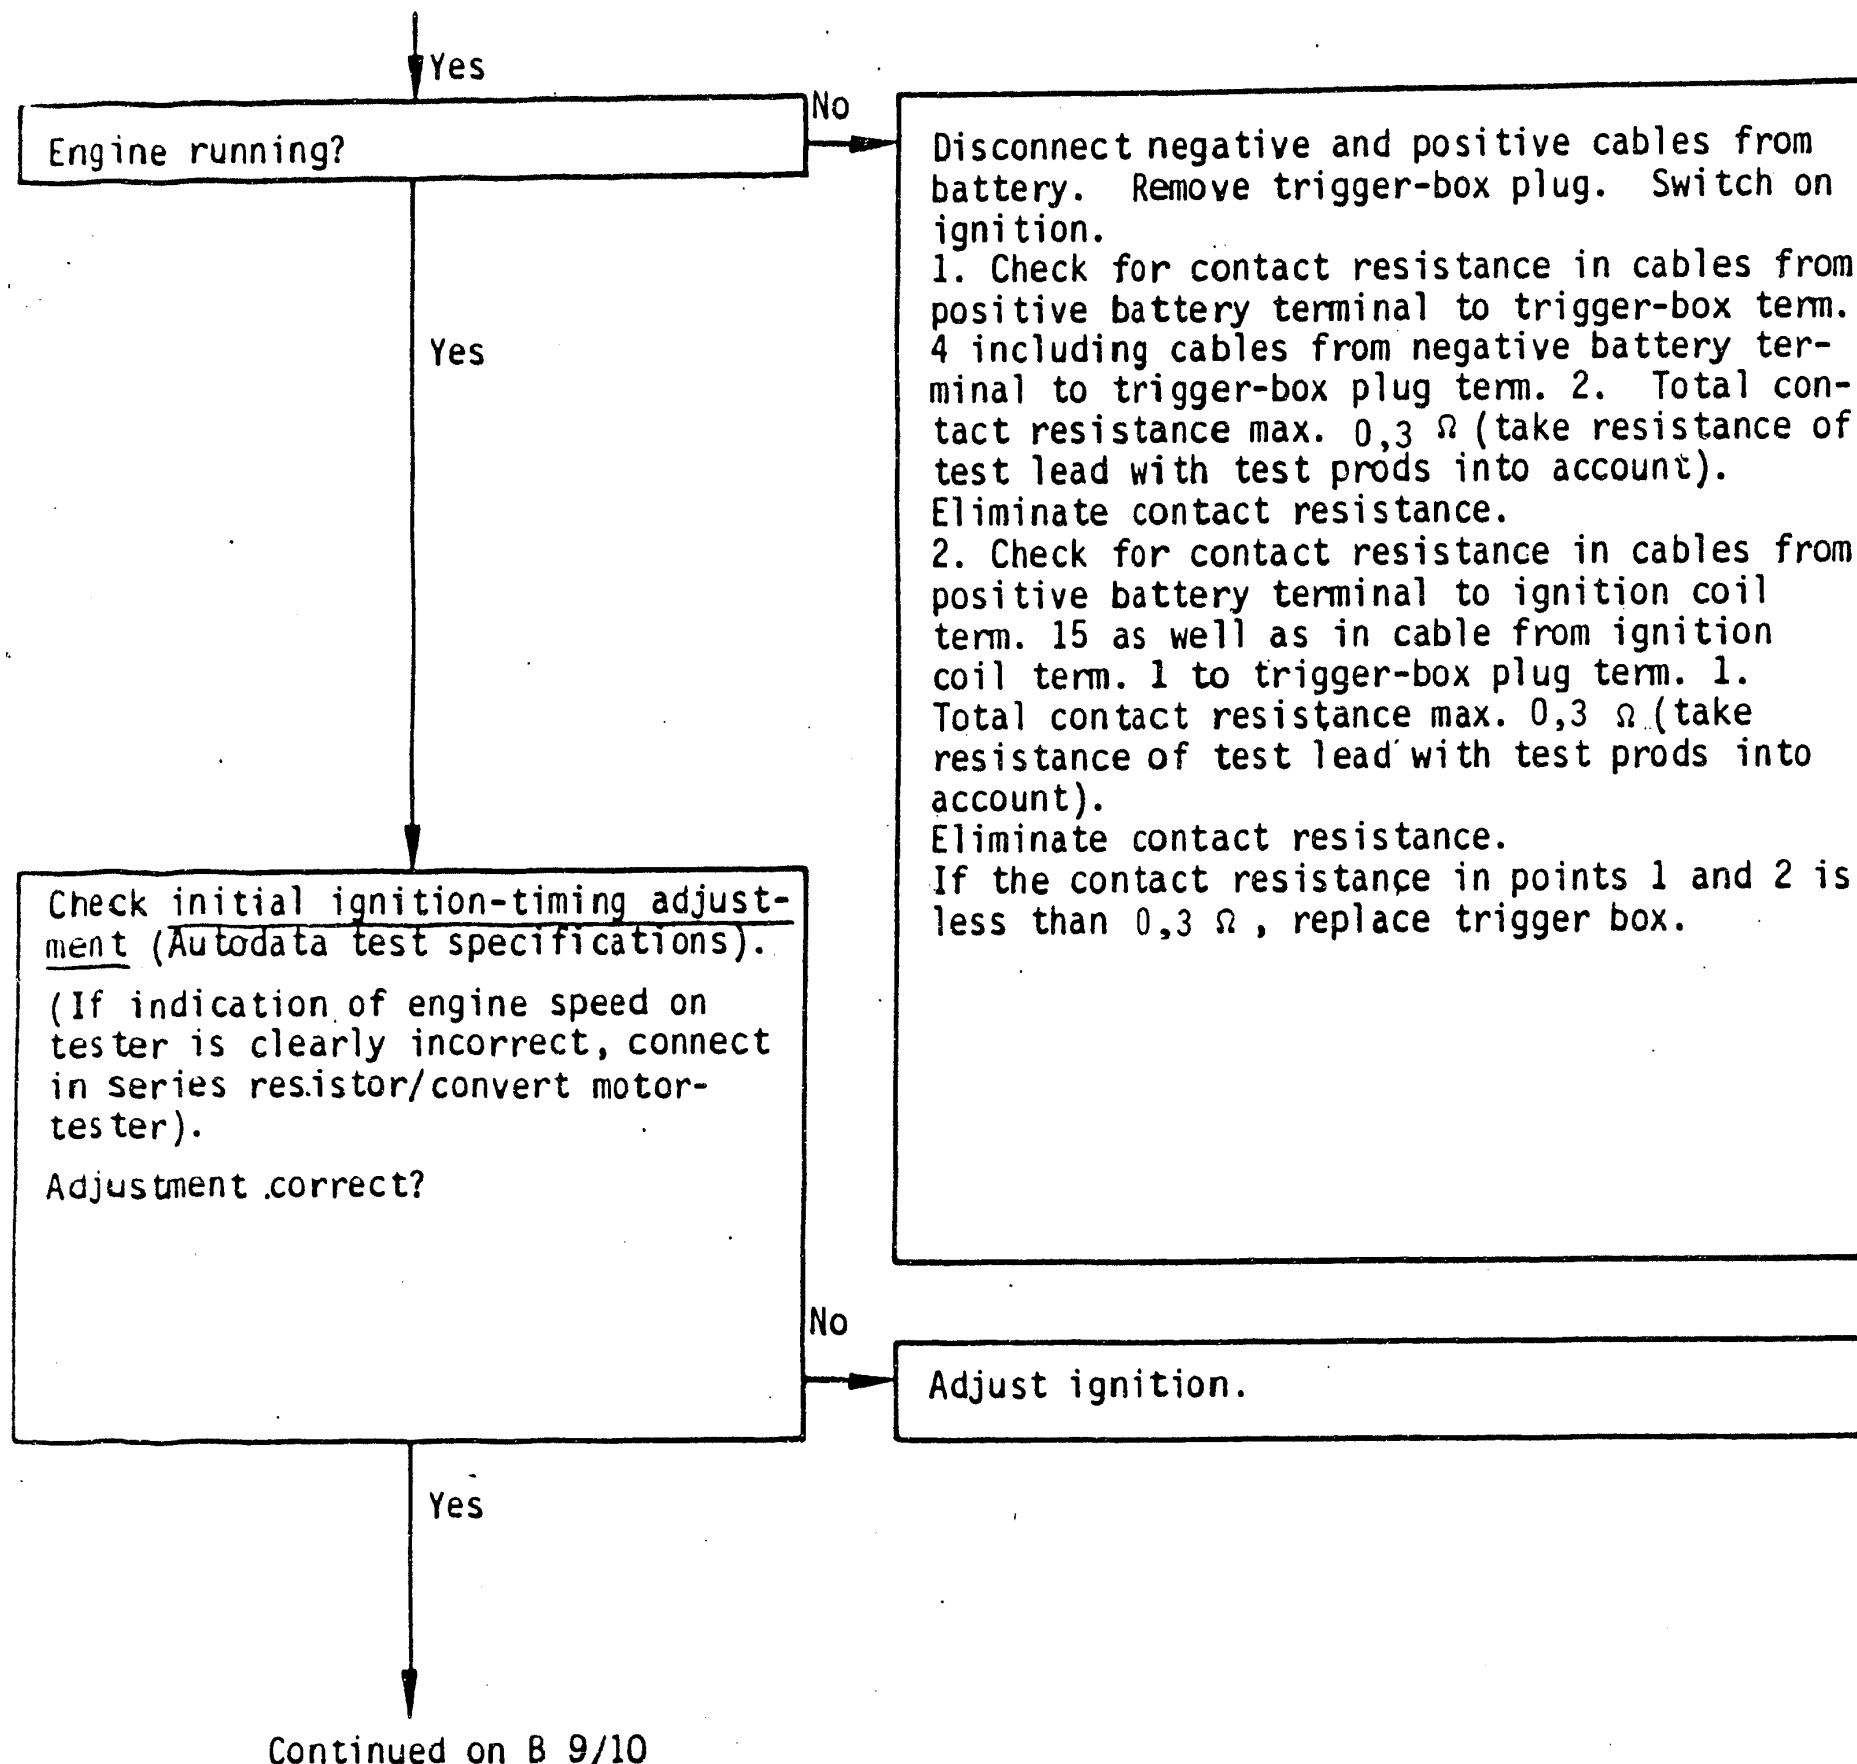 Yes
Engine running?
No
Disconnect negative and positive cables from
battery. Remove trigger-box plug. Switch on
ignition.
1. Check for contact resistance in cables from
positive battery terminal to trigger-box term.
4 including cables from negative battery ter-
minal to trigger-box plug term. 2. Total con-
tact resistance max. 0,3 Ω (take resistance of
test lead with test prods into account).
Eliminate contact resistance.
2. Check for contact resistance in cables from
positive battery terminal to ignition coil
term. 15 as well as in cable from ignition
coil term. 1 to trigger-box plug term. 1.
Total contact resistance max. 0,3 Ω (take
resistance of test lead with test prods into
account).
Eliminate contact resistance.
If the contact resistance in points 1 and 2 is
less than 0,3 Ω , replace trigger box.
Yes
Check initial ignition-timing adjust-
ment (Autodata test specifications).
(If indication of engine speed on
tester is clearly incorrect, connect
in series resistor/convert motor-
tester).
Adjustment correct?
No
Adjust ignition.
Yes
Continued on B 9/10